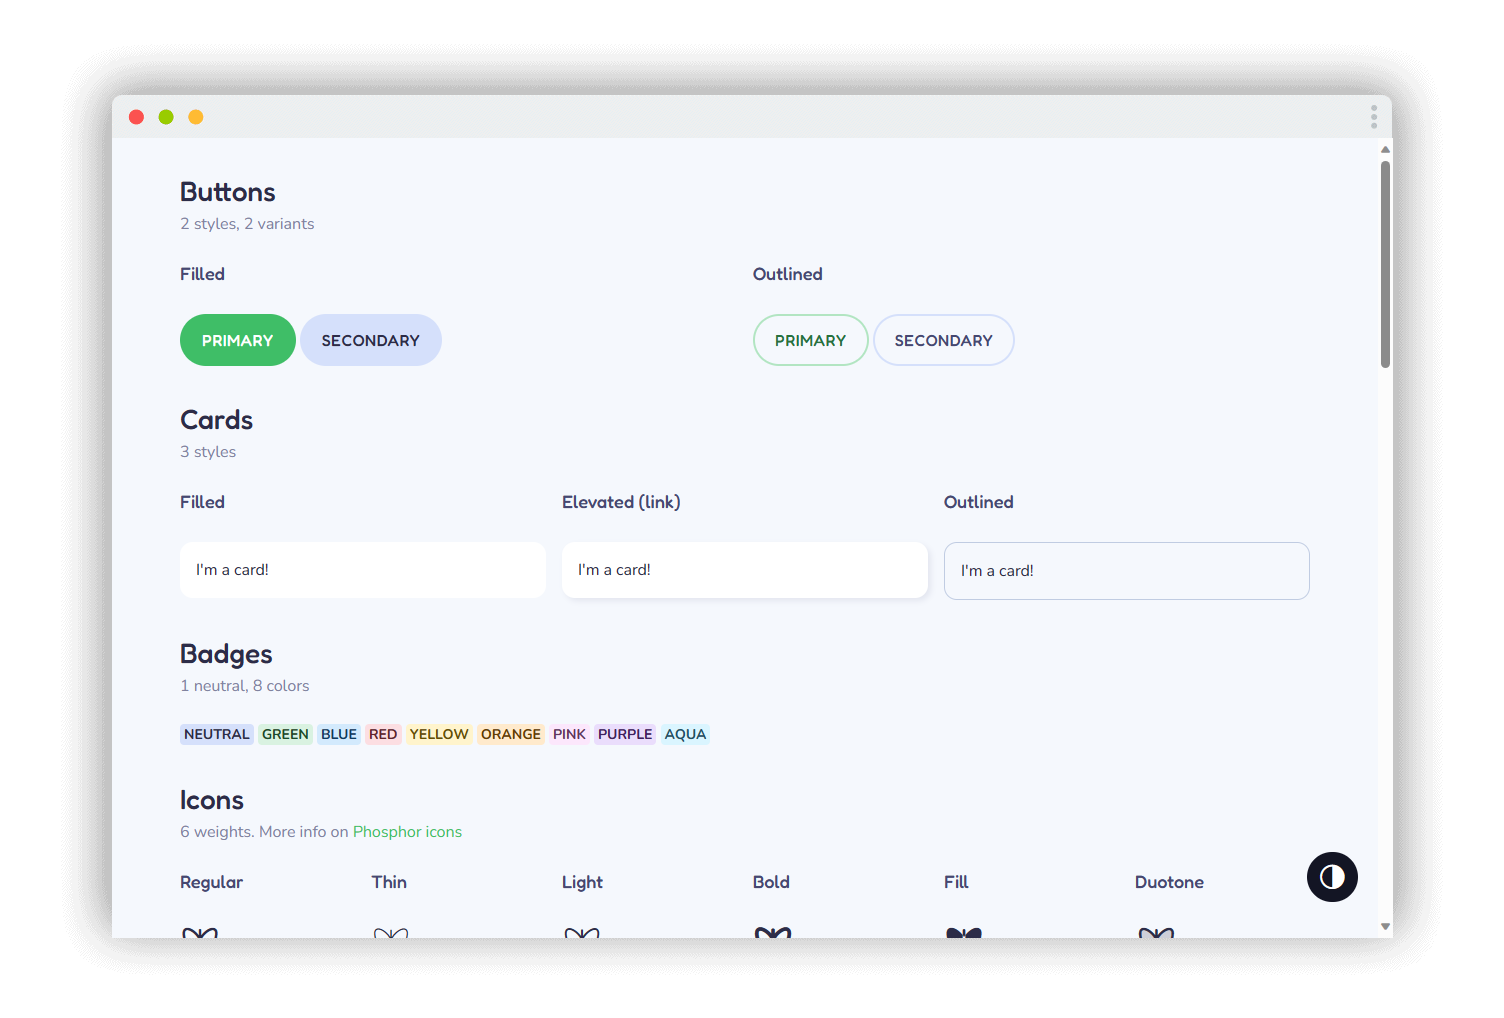 Buttons
2 styles, 2 variants
Filled
Outlined
PRIMARY SECONDARY
PRIMARY SECONDARY
Cards
3 styles
Filled
Elevated (link)
Outlined
I'm a card!
I'm a card!
I'm a card!
Badges
1 neutral, 8 colors
NEUTRAL GREEN BLUE RED YELLOW ORANGE PINK PURPLE AQUA
Icons
6 weights. More info on Phosphor icons
Regular
Thin
Light
Bold
Fill
Duotone